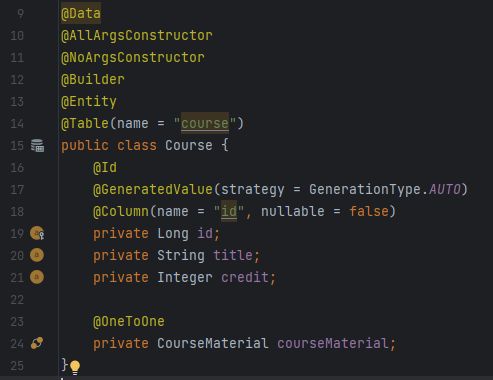 9 @Data
10 @AllArgsConstructor
11 @NoArgsConstructor
12 @Builder
13 @Entity
14 @Table(name = "course")
15 public class Course {
16 @Id
17 @GeneratedValue(strategy = GenerationType.AUTO)
18 @Column(name = "id", nullable = false)
19 private Long id;
20 private String title;
21 private Integer credit;
22
23 @OneToOne
24 private CourseMaterial courseMaterial;
25 }